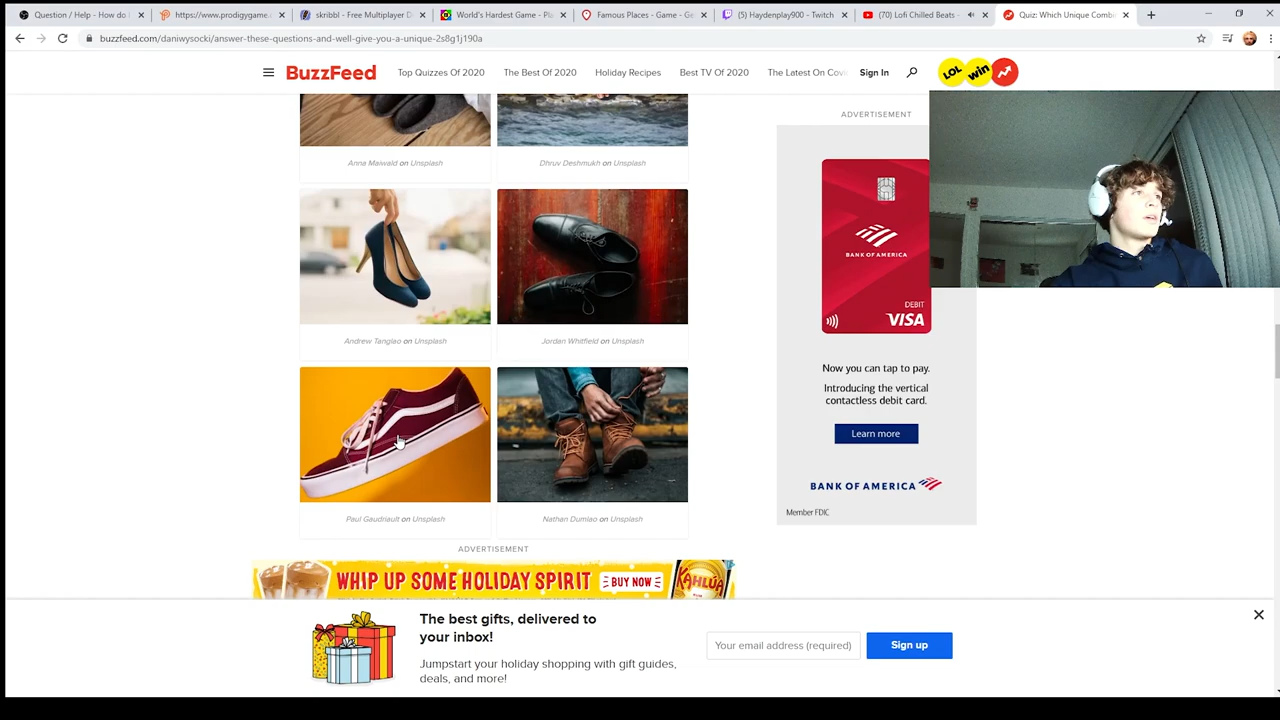 Question / Help - How do
https://www.prodigygame.
skribbl - Free Multiplayer D
World's Hardest Game - Pla
Famous Places - Game - Ge
(5) Haydenplay900 - Twitch
(70) Lofi Chilled Beats -
Quiz: Which Unique Comb
buzzfeed.com/daniwysocki/answer-these-questions-and-well-give-you-a-unique-2s8g1j190a
BuzzFeed
Top Quizzes Of 2020
The Best Of 2020
Holiday Recipes
Best TV Of 2020
The Latest On Covi
Sign In
LOL
win
ADVERTISEMENT
Anna Maiwald on Unsplash
Dhruv Deshmukh on Unsplash
BANK OF AMERICA
DEBIT
VISA
Andrew Tanglao on Unsplash
Jordan Whitfield on Unsplash
Now you can tap to pay.
Introducing the vertical
contactless debit card.
Learn more
BANK OF AMERICA
Member FDIC
Paul Gaudriault on Unsplash
Nathan Dumlao on Unsplash
ADVERTISEMENT
WHIP UP SOME HOLIDAY SPIRIT
BUY NOW
KAHLÚA
The best gifts, delivered to
your inbox!
Jumpstart your holiday shopping with gift guides,
deals, and more!
Your email address (required)
Sign up